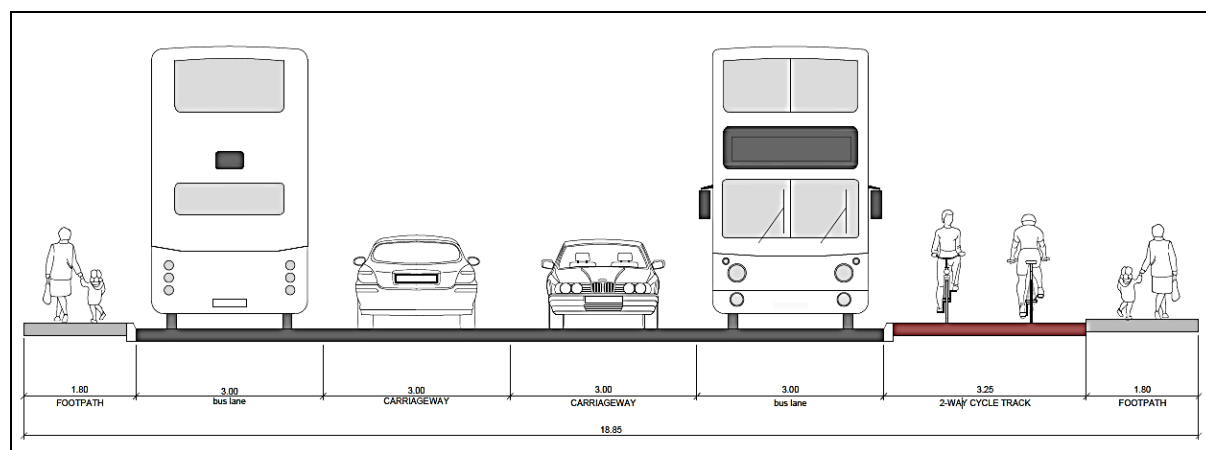 1.80 3.00 3.00 3.00 3.00 3.25 1.80
FOOTPATH bus lane CARRIAGEWAY CARRIAGEWAY bus lane 2-WAY CYCLE TRACK FOOTPATH
18.85